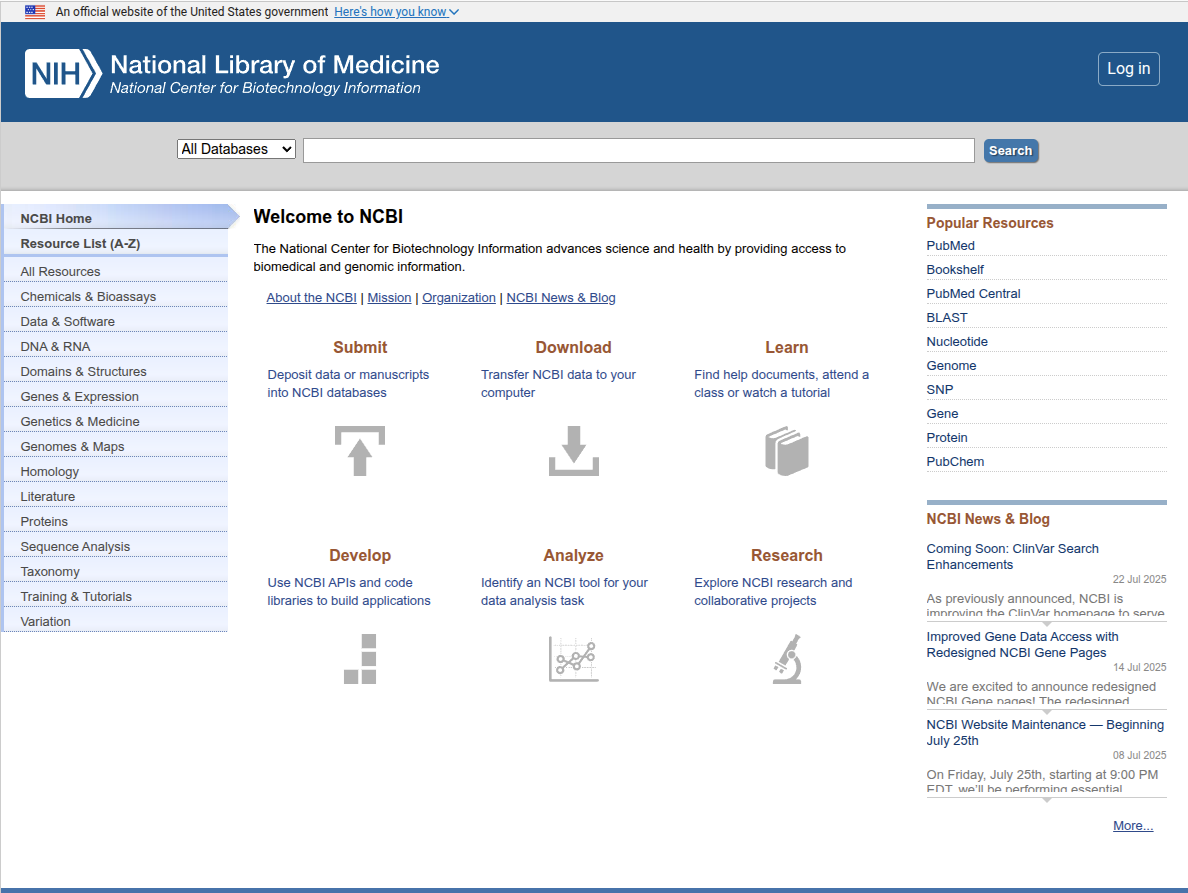 An official website of the United States government Here's how you know
NIH National Library of Medicine
National Center for Biotechnology Information
Log in
All Databases
Search
NCBI Home
Resource List (A-Z)
All Resources
Chemicals & Bioassays
Data & Software
DNA & RNA
Domains & Structures
Genes & Expression
Genetics & Medicine
Genomes & Maps
Homology
Literature
Proteins
Sequence Analysis
Taxonomy
Training & Tutorials
Variation
Welcome to NCBI
The National Center for Biotechnology Information advances science and health by providing access to
biomedical and genomic information.
About the NCBI | Mission | Organization | NCBI News & Blog
Submit
Deposit data or manuscripts
into NCBI databases
Download
Transfer NCBI data to your
computer
Learn
Find help documents, attend a
class or watch a tutorial
Develop
Use NCBI APIs and code
libraries to build applications
Analyze
Identify an NCBI tool for your
data analysis task
Research
Explore NCBI research and
collaborative projects
Popular Resources
PubMed
Bookshelf
PubMed Central
BLAST
Nucleotide
Genome
SNP
Gene
Protein
PubChem
NCBI News & Blog
Coming Soon: ClinVar Search
Enhancements
22 Jul 2025
As previously announced, NCBI is
improving the ClinVar homepage to serve
Improved Gene Data Access with
Redesigned NCBI Gene Pages
14 Jul 2025
We are excited to announce redesigned
NCBI Gene pages! The redesigned
NCBI Website Maintenance — Beginning
July 25th
08 Jul 2025
On Friday, July 25th, starting at 9:00 PM
EDT, we'll be performing essential
More...